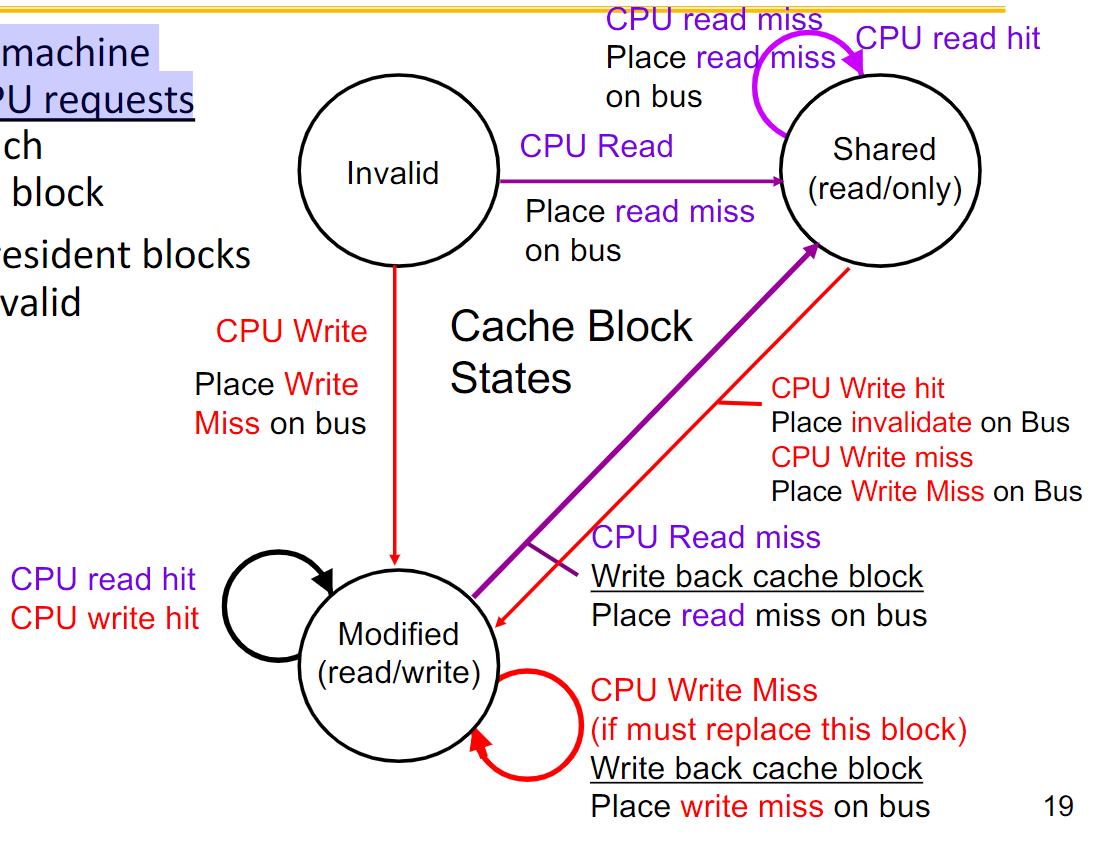 machine
PU requests
ch
block
resident blocks
valid
CPU read miss
Place read miss
on bus
CPU read hit
Invalid
CPU Read
Place read miss
on bus
Shared
(read/only)
CPU Write
Place Write
Miss on bus
Cache Block
States
CPU Write hit
Place invalidate on Bus
CPU Write miss
Place Write Miss on Bus
CPU Read miss
Write back cache block
Place read miss on bus
CPU read hit
CPU write hit
Modified
(read/write)
CPU Write Miss
(if must replace this block)
Write back cache block
Place write miss on bus
19